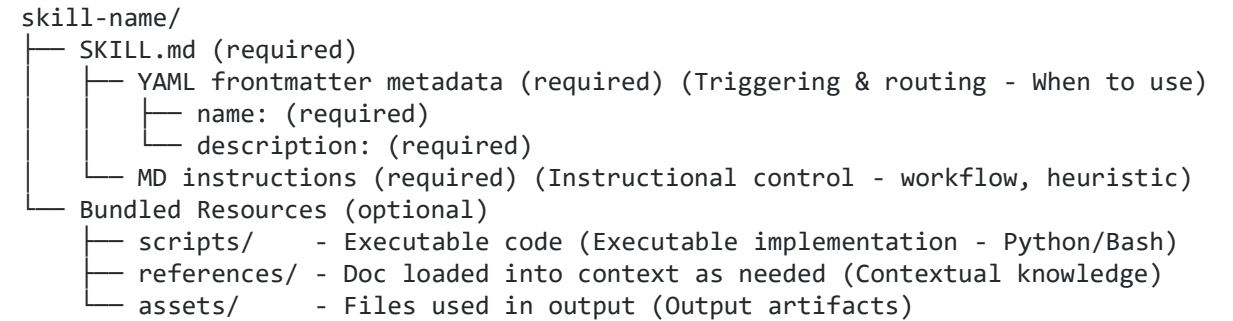 skill-name/
├── SKILL.md (required)
│   ├── YAML frontmatter metadata (required) (Triggering & routing - When to use)
│   │   ├── name: (required)
│   │   └── description: (required)
│   └── MD instructions (required) (Instructional control - workflow, heuristic)
└── Bundled Resources (optional)
    ├── scripts/    - Executable code (Executable implementation - Python/Bash)
    ├── references/ - Doc loaded into context as needed (Contextual knowledge)
    └── assets/     - Files used in output (Output artifacts)